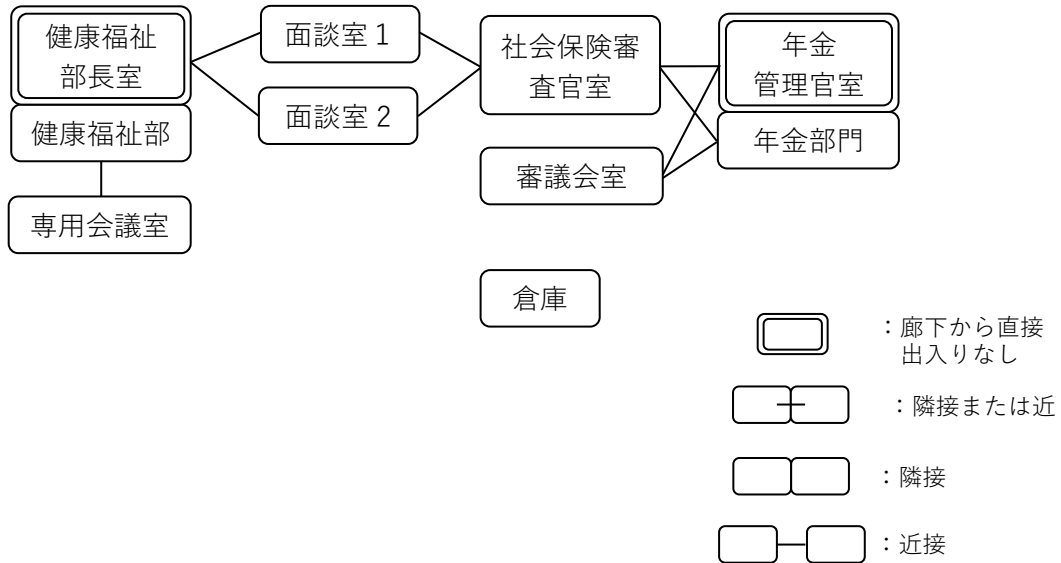 健康福祉
部長室
健康福祉部
専用会議室
面談室１
面談室２
社会保険審
査官室
審議会室
倉庫
年金
管理官室
年金部門
：廊下から直接
出入りなし
：隣接または近
：隣接
：近接